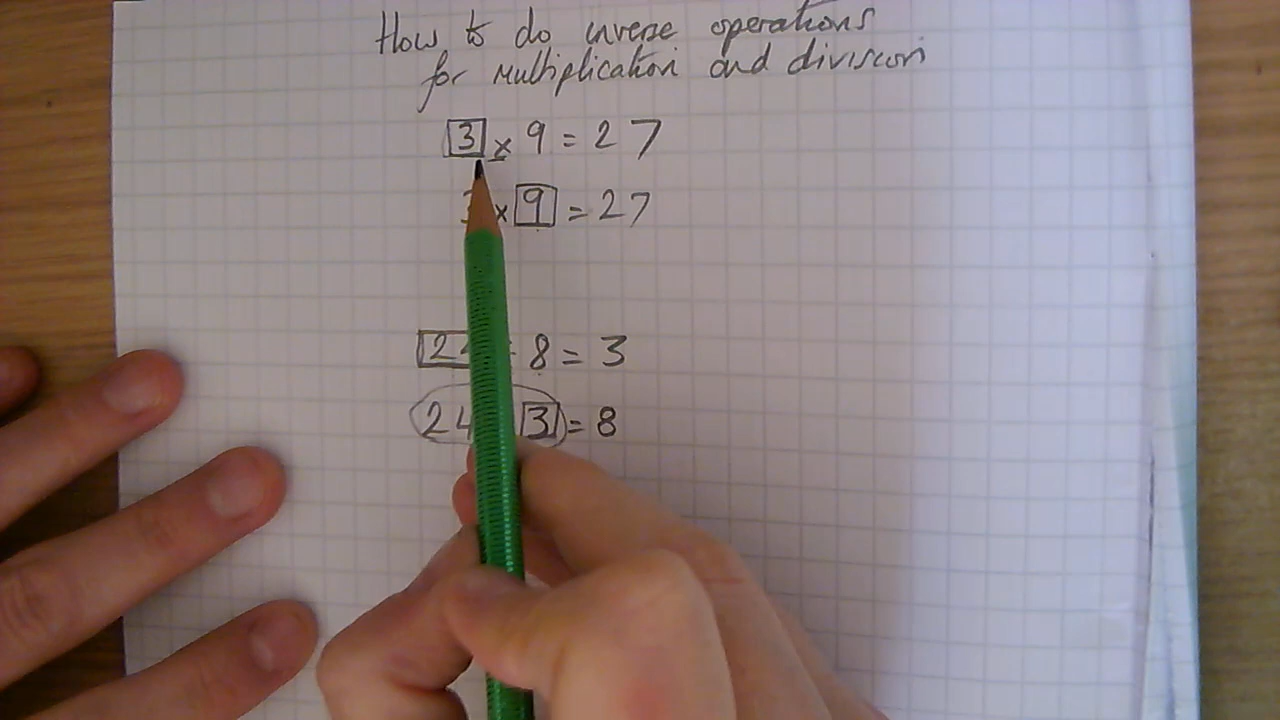 How to do inverse operations
for multiplication and division
3 x 9 = 27
x 9 = 27
2 8 = 3
24 3 = 8